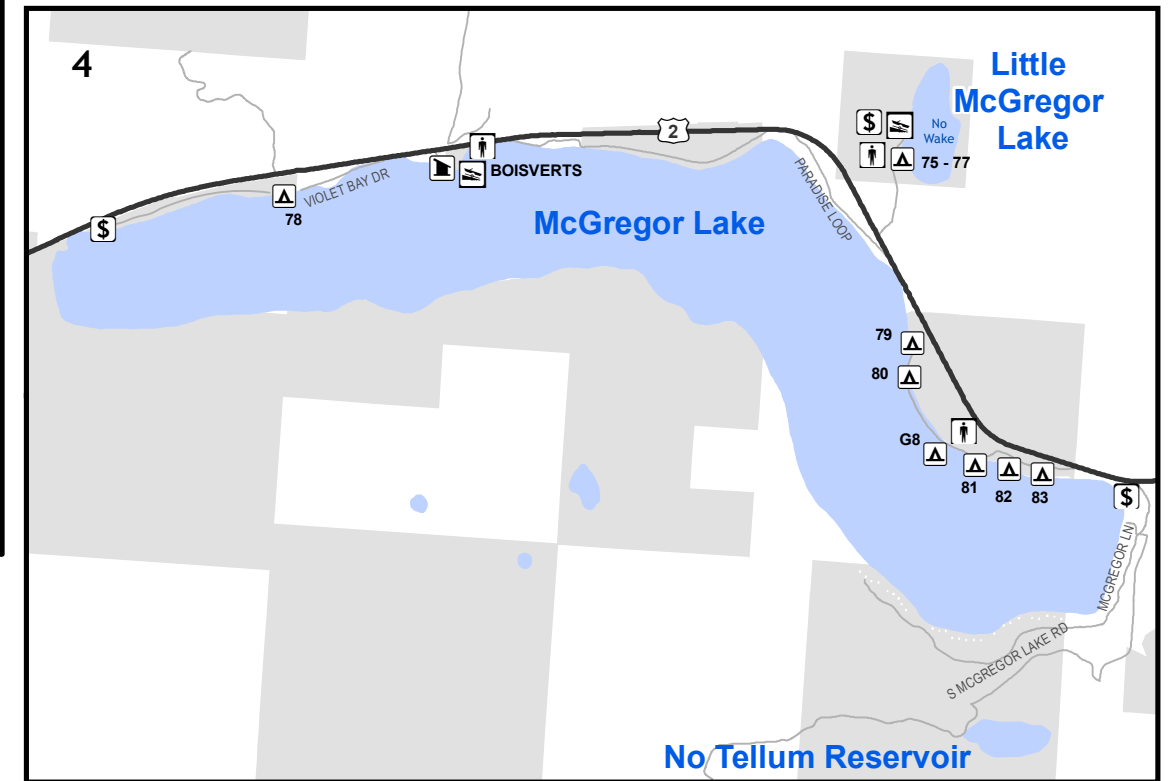 4
Little
McGregor
Lake
$
No
Wake
75 - 77
2
BOISVERTS
VIOLET BAY DR
78
$
McGregor Lake
PARADISE LOOP
79
80
G8
81
82
83
$
MCGREGOR LN
S MCGREGOR LAKE RD
No Tellum Reservoir